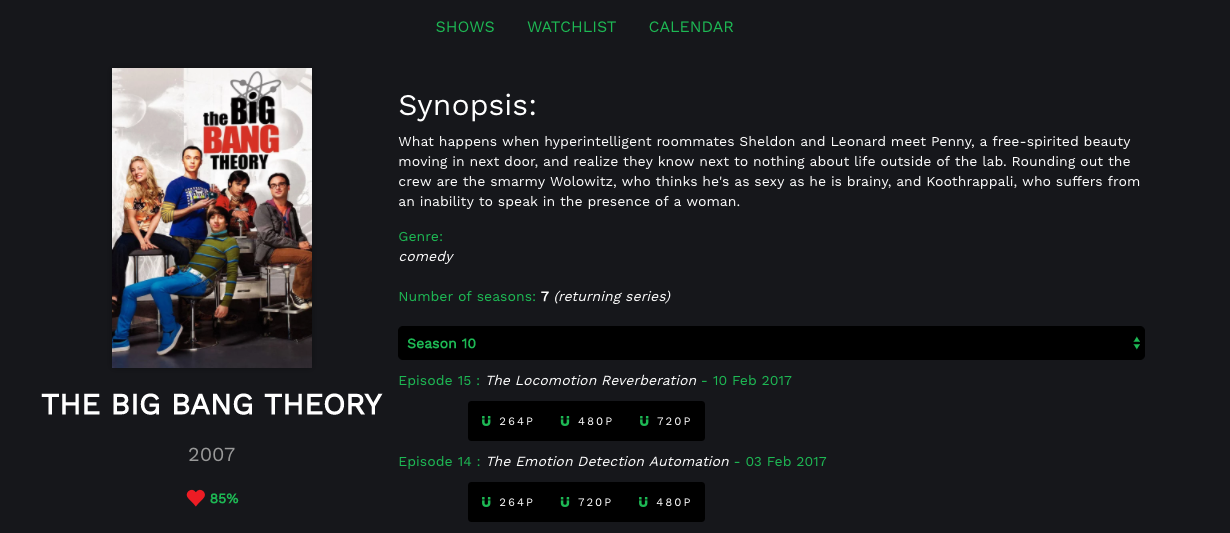 SHOWS WATCHLIST CALENDAR
the BIG
BANG
THEORY
THE BIG BANG THEORY
2007
85%
Synopsis:
What happens when hyperintelligent roommates Sheldon and Leonard meet Penny, a free-spirited beauty
moving in next door, and realize they know next to nothing about life outside of the lab. Rounding out the
crew are the smarmy Wolowitz, who thinks he's as sexy as he is brainy, and Koothrappali, who suffers from
an inability to speak in the presence of a woman.
Genre:
comedy
Number of seasons: 7 (returning series)
Season 10
Episode 15 : The Locomotion Reverberation - 10 Feb 2017
264P 480P 720P
Episode 14 : The Emotion Detection Automation - 03 Feb 2017
264P 720P 480P